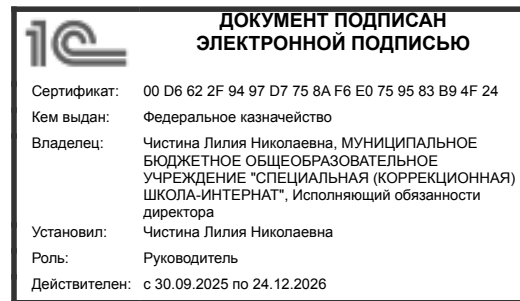 1С
ДОКУМЕНТ ПОДПИСАН
ЭЛЕКТРОННОЙ ПОДПИСЬЮ
Сертификат: 00 D6 62 2F 94 97 D7 75 8A F6 E0 75 95 83 B9 4F 24
Кем выдан: Федеральное казначейство
Владелец: Чистина Лилия Николаевна, МУНИЦИПАЛЬНОЕ
БЮДЖЕТНОЕ ОБЩЕОБРАЗОВАТЕЛЬНОЕ
УЧРЕЖДЕНИЕ "СПЕЦИАЛЬНАЯ (КОРРЕКЦИОННАЯ)
ШКОЛА-ИНТЕРНАТ", Исполняющий обязанности
директора
Установил: Чистина Лилия Николаевна
Роль: Руководитель
Действителен: с 30.09.2025 по 24.12.2026